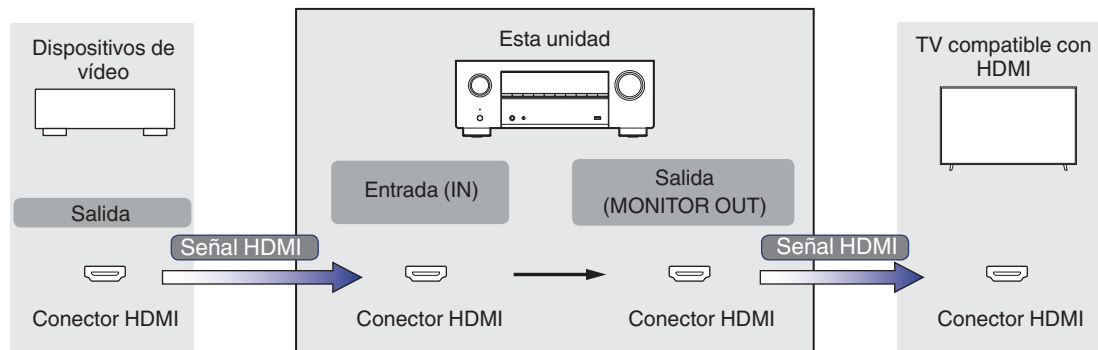 Dispositivos de
vídeo
Esta unidad
TV compatible con
HDMI
Salida
Entrada (IN)
Salida
(MONITOR OUT)
Señal HDMI
Señal HDMI
Conector HDMI
Conector HDMI
Conector HDMI
Conector HDMI